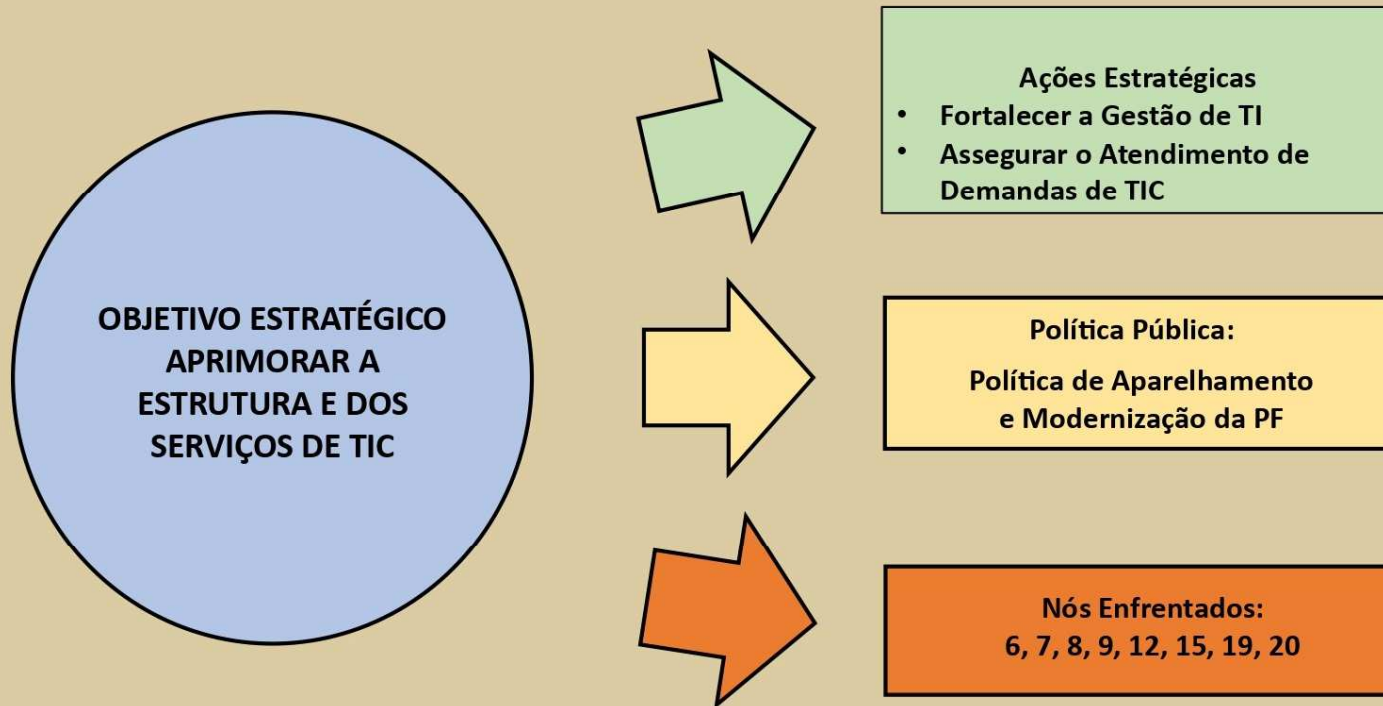 OBJETIVO ESTRATÉGICO
APRIMORAR A
ESTRUTURA E DOS
SERVIÇOS DE TIC
Ações Estratégicas
• Fortalecer a Gestão de TI
• Assegurar o Atendimento de
Demandas de TIC
Política Pública:
Política de Aparelhamento
e Modernização da PF
Nós Enfrentados:
6, 7, 8, 9, 12, 15, 19, 20